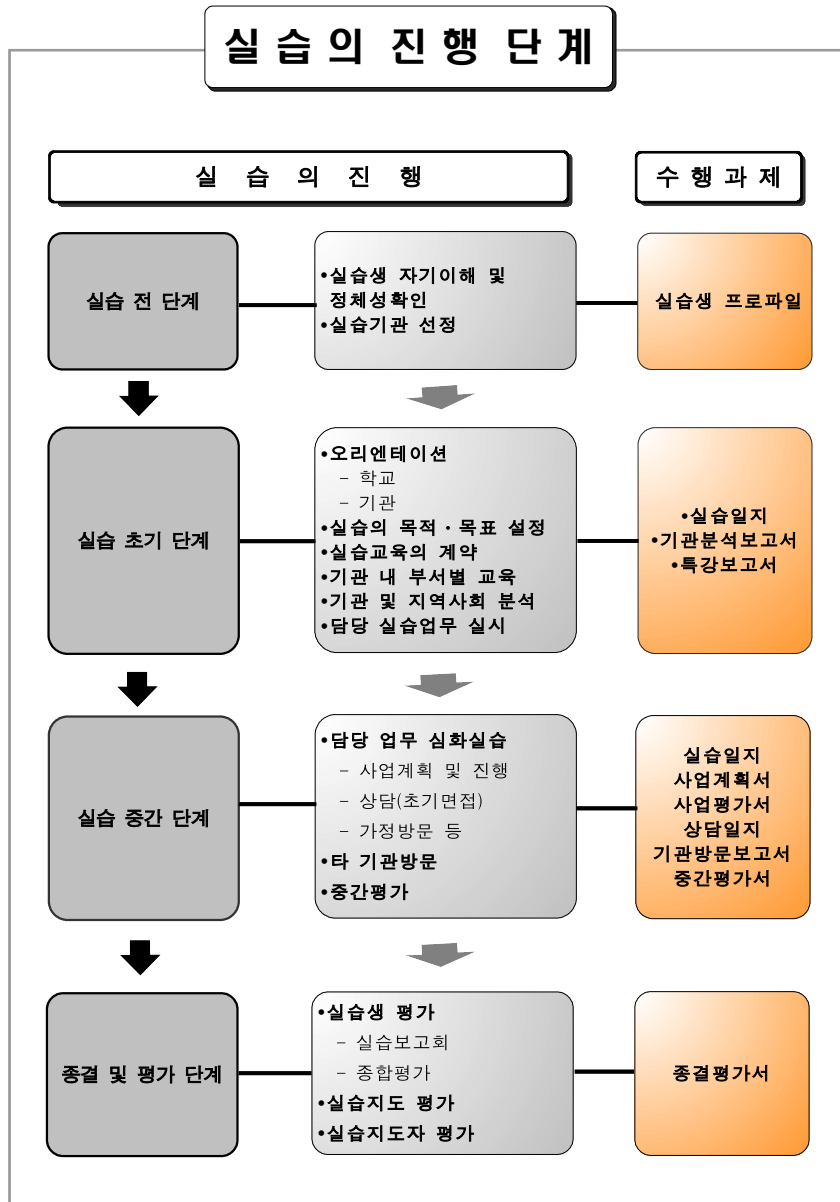 실습의 진행 단계
실 습 의 진 행
수행과제
실습 전 단계
•실습생 자기이해 및
정체성확인
•실습기관 선정
실습생 프로파일
실습 초기 단계
•오리엔테이션
– 학교
– 기관
•실습의 목적·목표 설정
•실습교육의 계약
•기관 내 부서별 교육
•기관 및 지역사회 분석
•담당 실습업무 실시
•실습일지
•기관분석보고서
•특강보고서
실습 중간 단계
•담당 업무 심화실습
– 사업계획 및 진행
– 상담(초기면접)
– 가정방문 등
•타 기관방문
•중간평가
실습일지
사업계획서
사업평가서
상담일지
기관방문보고서
중간평가서
종결 및 평가 단계
•실습생 평가
– 실습보고회
– 종합평가
•실습지도 평가
•실습지도자 평가
종결평가서